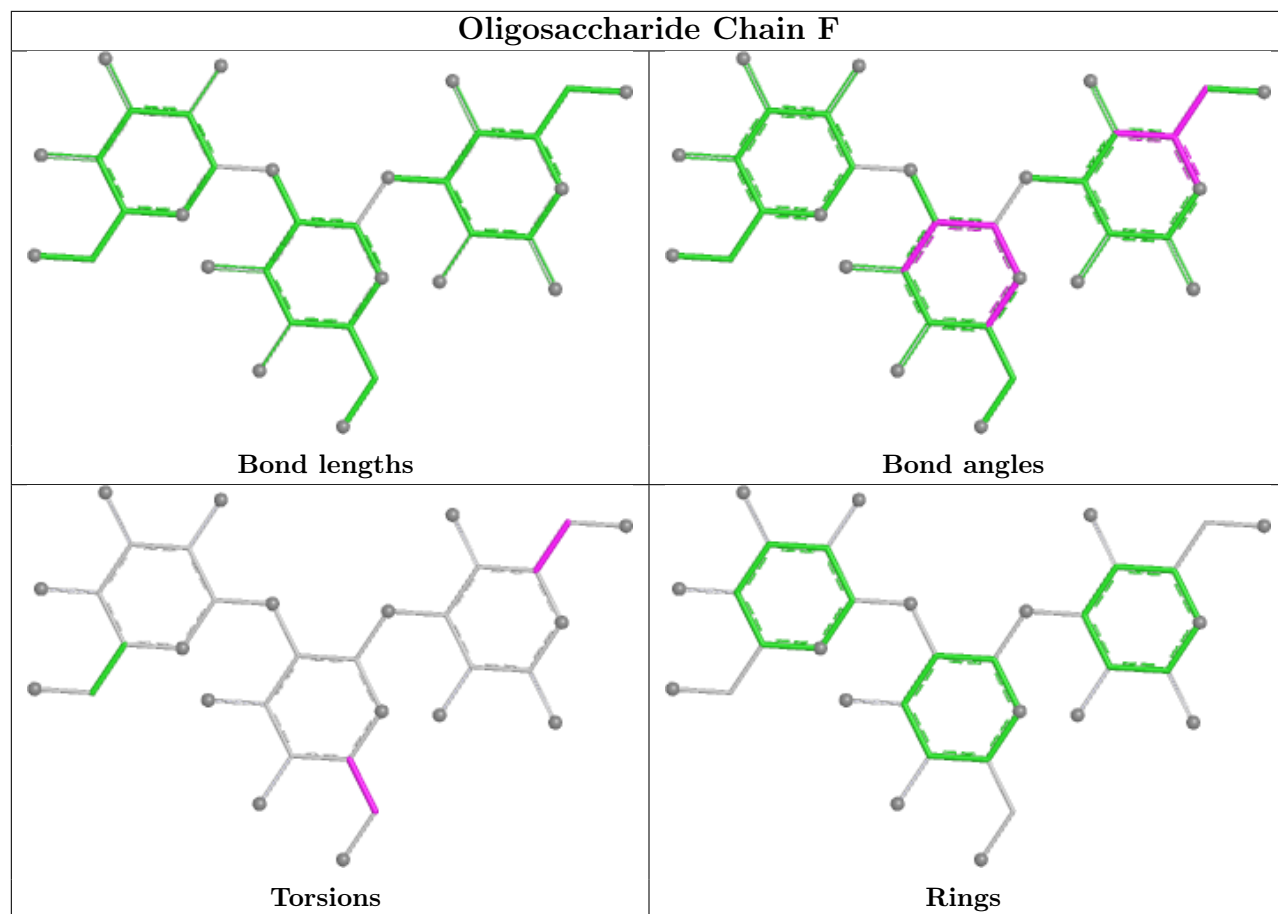 Oligosaccharide Chain F
Bond lengths
Bond angles
Torsions
Rings